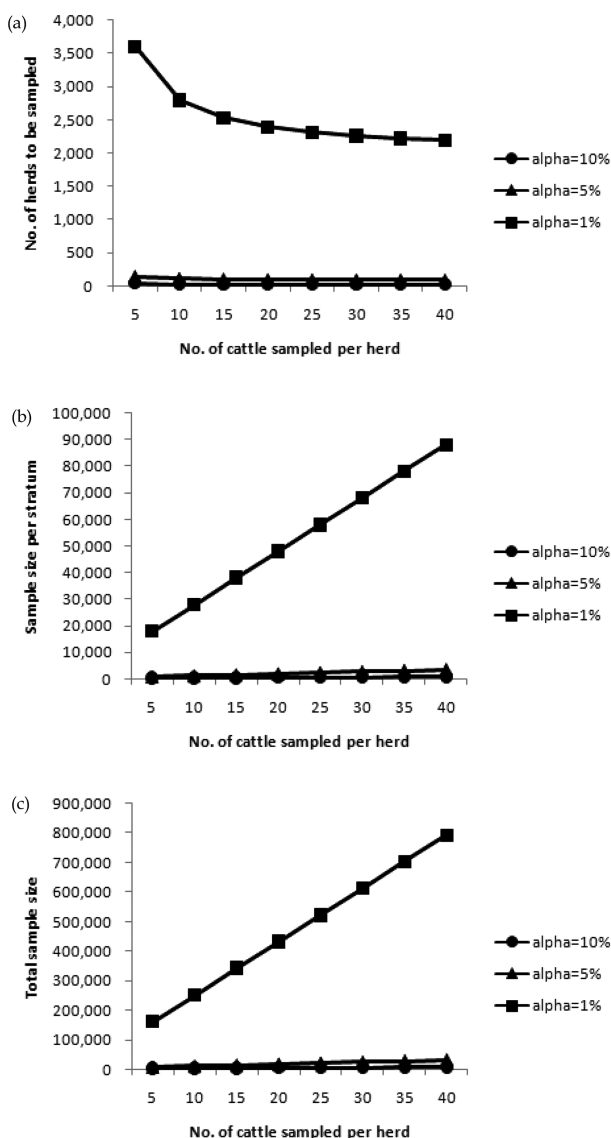 (a)
No. of herds to be sampled
4,000
3,500
3,000
2,500
2,000
1,500
1,000
500
0
5 10 15 20 25 30 35 40
No. of cattle sampled per herd
alpha=10%
alpha=5%
alpha=1%
(b)
Sample size per stratum
100,000
90,000
80,000
70,000
60,000
50,000
40,000
30,000
20,000
10,000
0
5 10 15 20 25 30 35 40
No. of cattle sampled per herd
alpha=10%
alpha=5%
alpha=1%
(c)
Total sample size
900,000
800,000
700,000
600,000
500,000
400,000
300,000
200,000
100,000
0
5 10 15 20 25 30 35 40
No. of cattle sampled per herd
alpha=10%
alpha=5%
alpha=1%